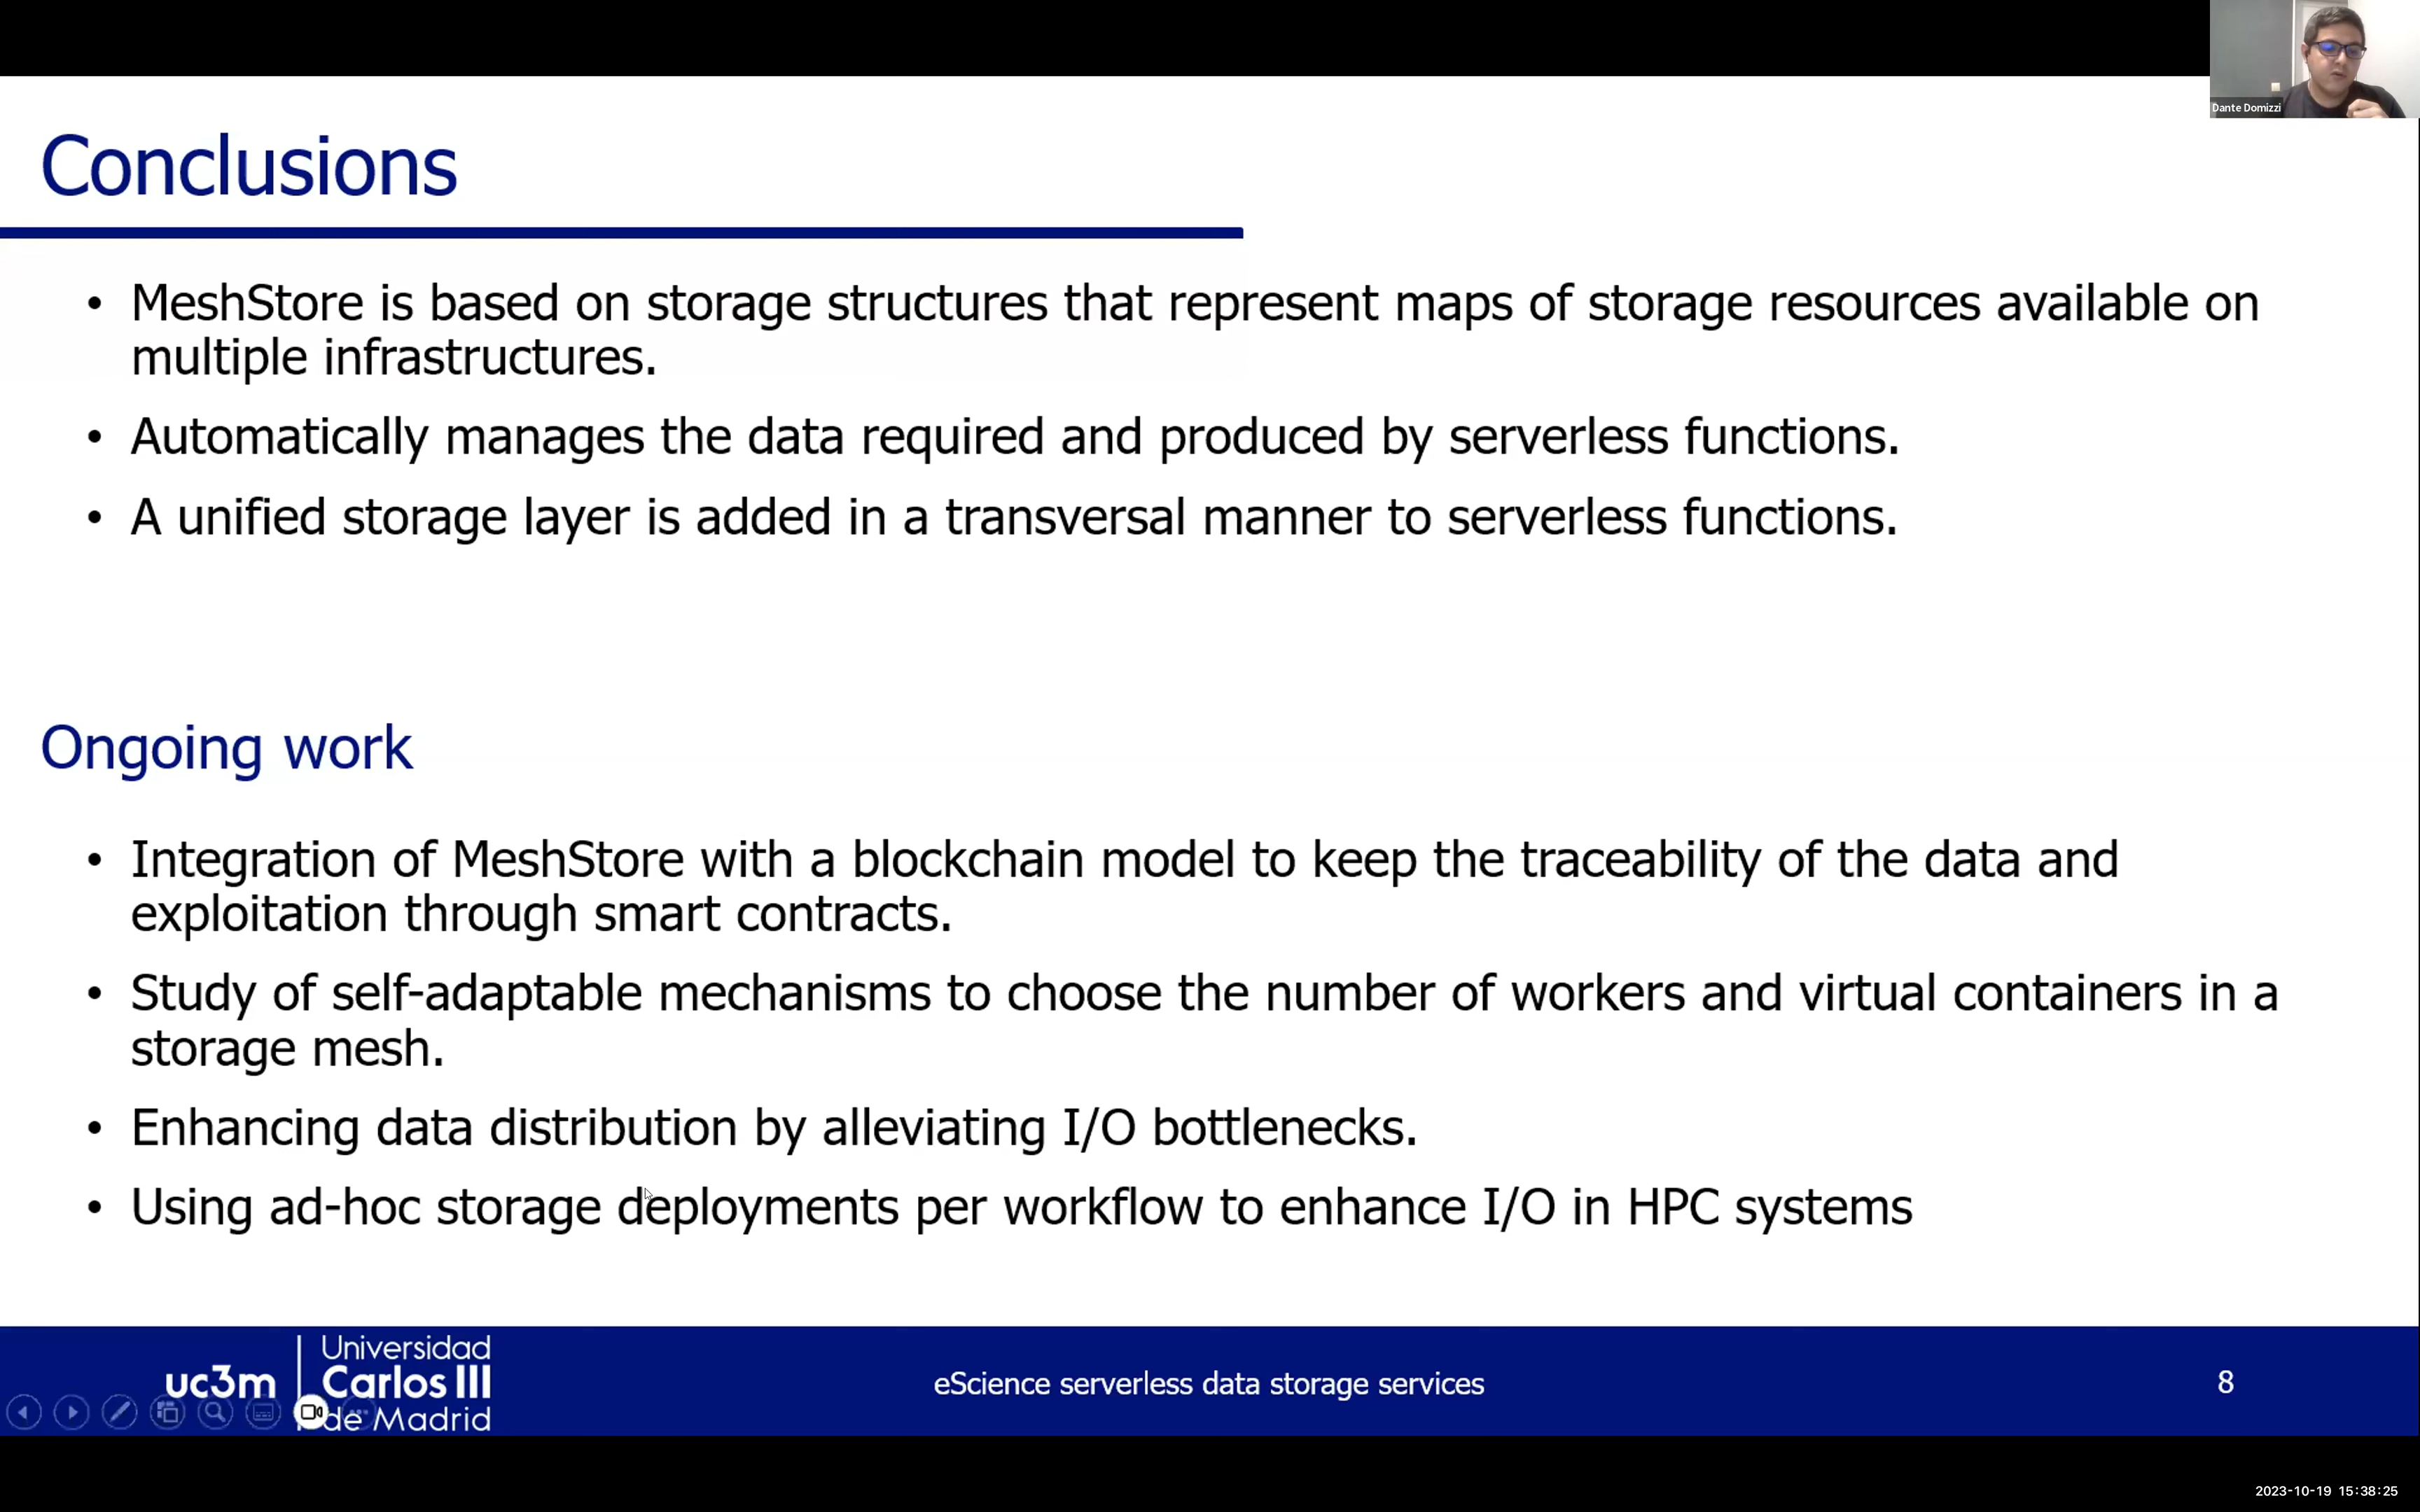 Dante Domizzi
Conclusions
• MeshStore is based on storage structures that represent maps of storage resources available on
multiple infrastructures.
• Automatically manages the data required and produced by serverless functions.
• A unified storage layer is added in a transversal manner to serverless functions.
Ongoing work
• Integration of MeshStore with a blockchain model to keep the traceability of the data and
exploitation through smart contracts.
• Study of self-adaptable mechanisms to choose the number of workers and virtual containers in a
storage mesh.
• Enhancing data distribution by alleviating I/O bottlenecks.
• Using ad-hoc storage deployments per workflow to enhance I/O in HPC systems
uc3m
Universidad
Carlos III
de Madrid
eScience serverless data storage services
8
2023-10-19 15:38:25